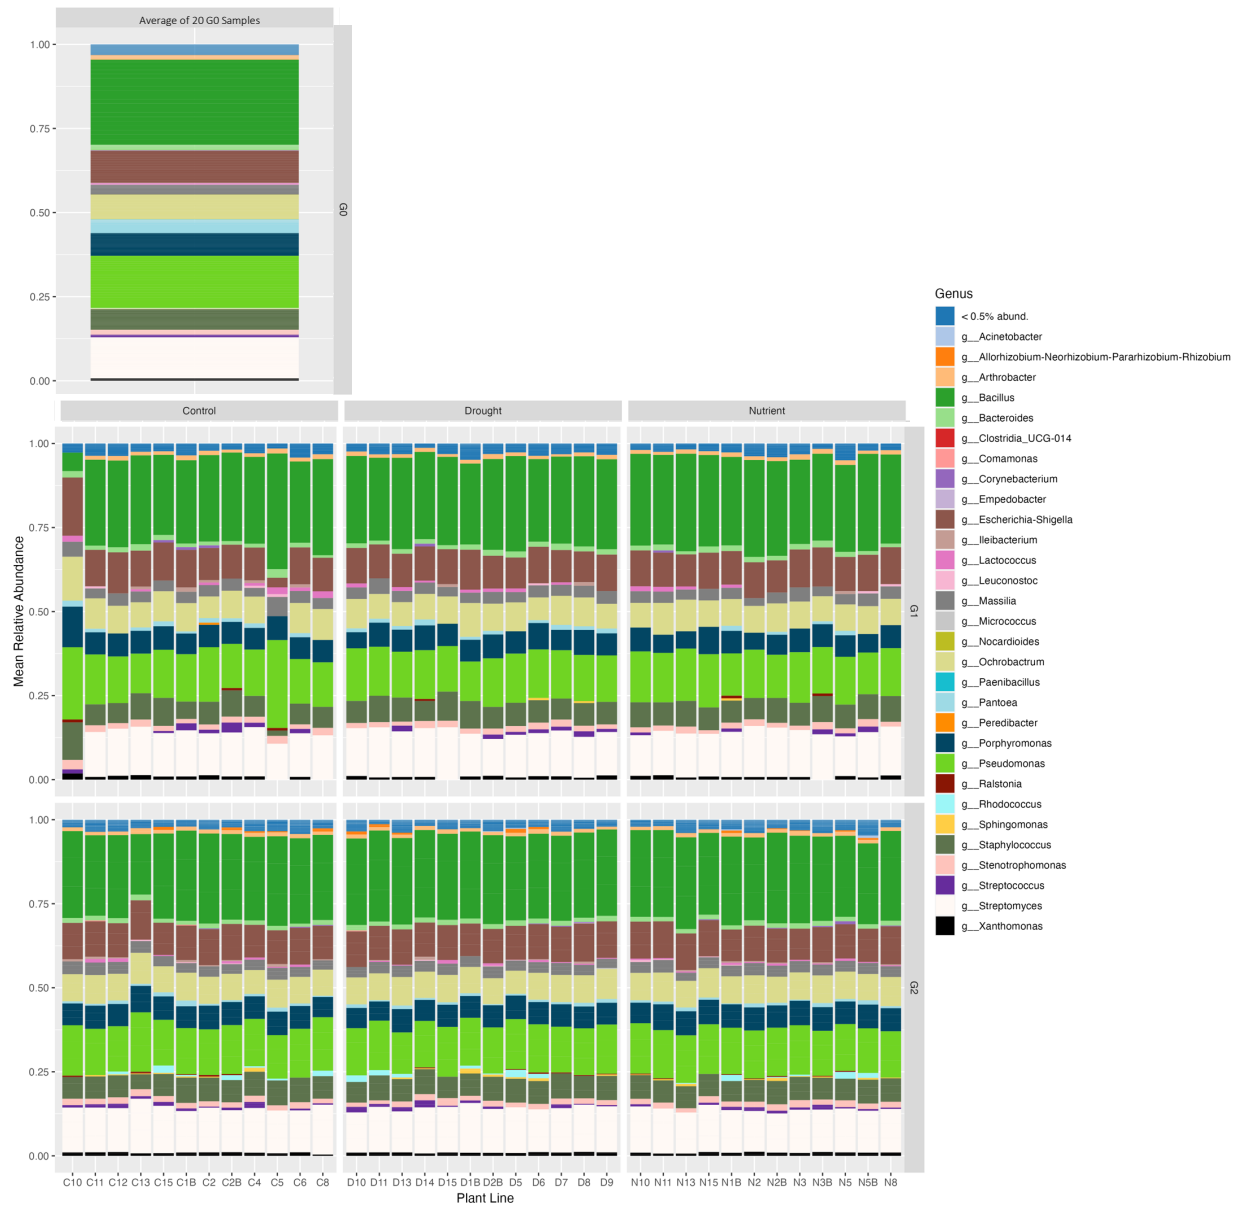 Average of 20 G0 Samples
1.00
0.75
0.50
0.25
0.00
G0
Control
Drought
Nutrient
Mean Relative Abundance
1.00
0.75
0.50
0.25
0.00
G1
1.00
0.75
0.50
0.25
0.00
G2
C10 C11 C12 C13 C15 C1B C2 C2B C4 C5 C6 C8
D10 D11 D13 D14 D15 D1B D2B D5 D6 D7 D8 D9
N10 N11 N13 N15 N1B N2 N2B N3 N3B N5 N5B N8
Plant Line
Genus
< 0.5% abund.
g__Acinetobacter
g__Allorhizobium-Neorhizobium-Pararhizobium-Rhizobium
g__Arthrobacter
g__Bacillus
g__Bacteroides
g__Clostridia_UCG-014
g__Comamonas
g__Corynebacterium
g__Empedobacter
g__Escherichia-Shigella
g__Ileibacterium
g__Lactococcus
g__Leuconostoc
g__Massilia
g__Micrococcus
g__Nocardioides
g__Ochrobactrum
g__Paenibacillus
g__Pantoea
g__Peredibacter
g__Porphyromonas
g__Pseudomonas
g__Ralstonia
g__Rhodococcus
g__Sphingomonas
g__Staphylococcus
g__Stenotrophomonas
g__Streptococcus
g__Streptomyces
g__Xanthomonas